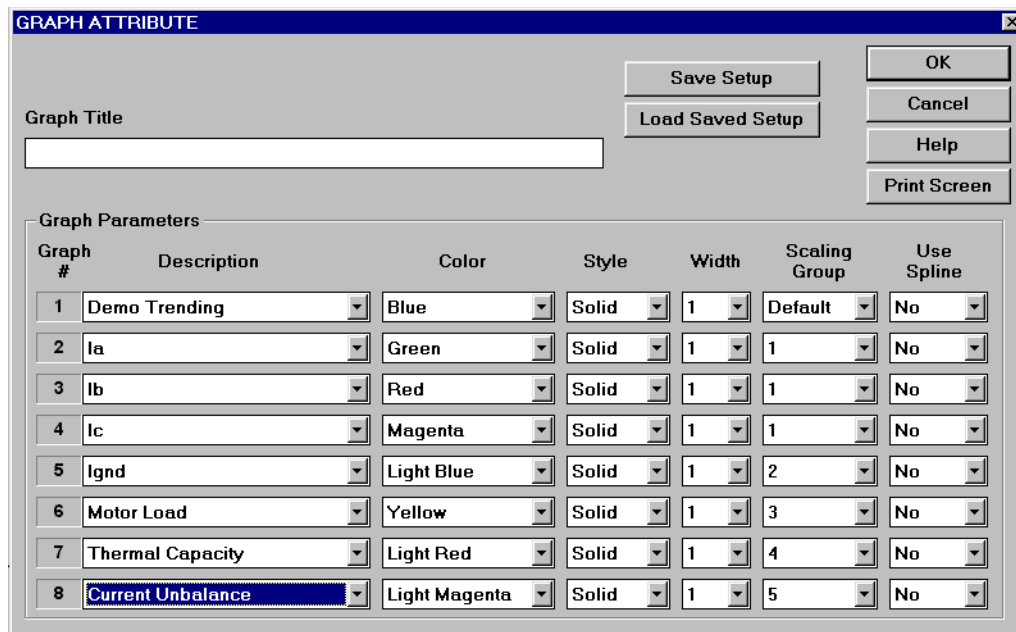 GRAPH ATTRIBUTE
OK
Save Setup
Cancel
Graph Title
Load Saved Setup
Help
Print Screen
Graph Parameters
Graph # Description Color Style Width Scaling Group Use Spline
1 Demo Trending Blue Solid 1 Default No
2 Ia Green Solid 1 1 No
3 Ib Red Solid 1 1 No
4 Ic Magenta Solid 1 1 No
5 Ignd Light Blue Solid 1 2 No
6 Motor Load Yellow Solid 1 3 No
7 Thermal Capacity Light Red Solid 1 4 No
8 Current Unbalance Light Magenta Solid 1 5 No